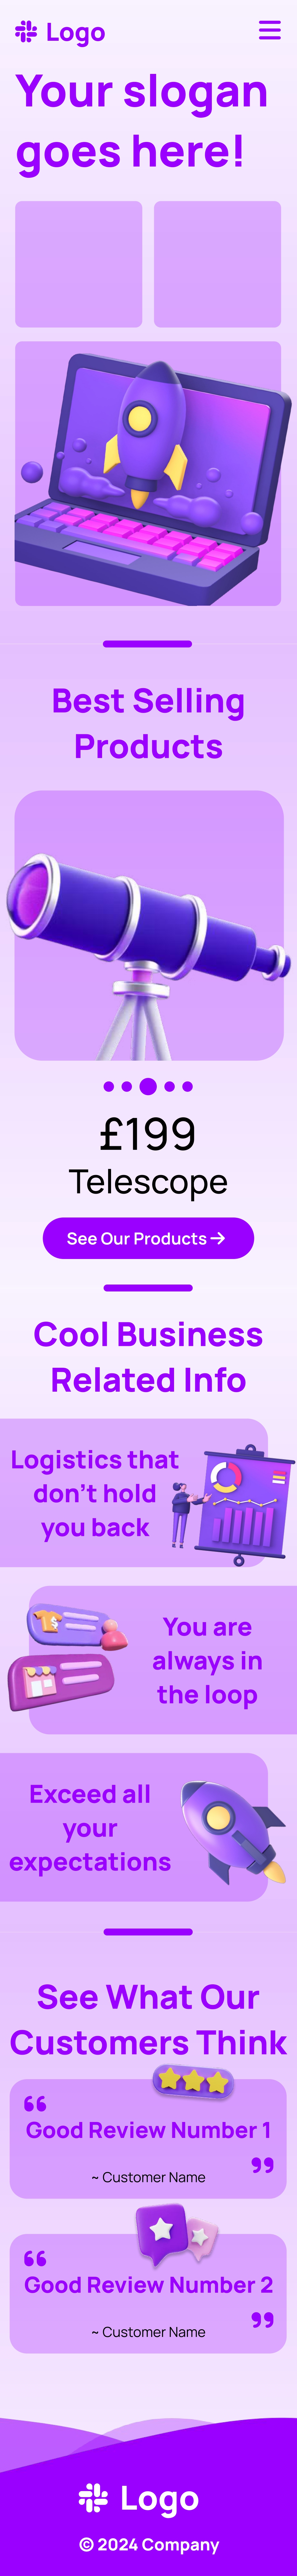 Logo
Your slogan
goes here!
Best Selling
Products
£199
Telescope
See Our Products
Cool Business
Related Info
Logistics that
don't hold
you back
You are
always in
the loop
Exceed all
your
expectations
See What Our
Customers Think
“
Good Review Number 1
”
~ Customer Name
“
Good Review Number 2
”
~ Customer Name
Logo
© 2024 Company